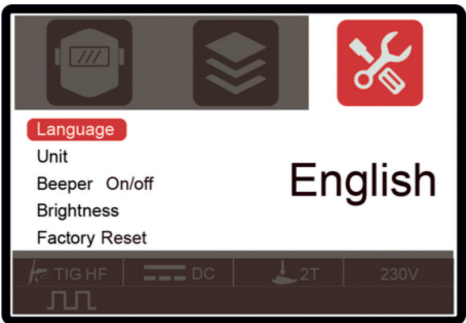 Language
Unit
Beeper On/off
Brightness
Factory Reset
English
TIG HF DC 2T 230V